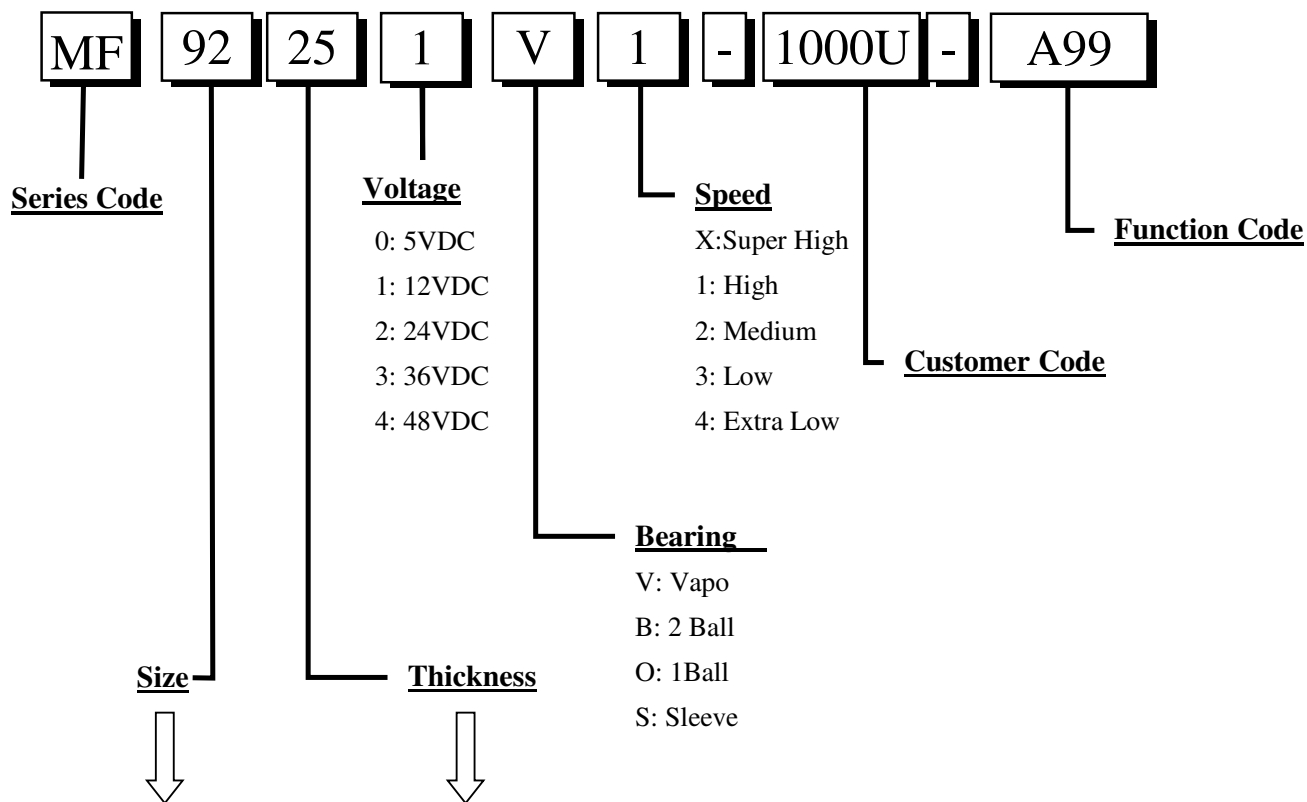 MF 92 25 1 V 1 - 1000U - A99
Series Code
Voltage
0: 5VDC
1: 12VDC
2: 24VDC
3: 36VDC
4: 48VDC
Speed
X:Super High
1: High
2: Medium
3: Low
4: Extra Low
Function Code
Customer Code
Bearing
V: Vapo
B: 2 Ball
O: 1Ball
S: Sleeve
Size
Thickness